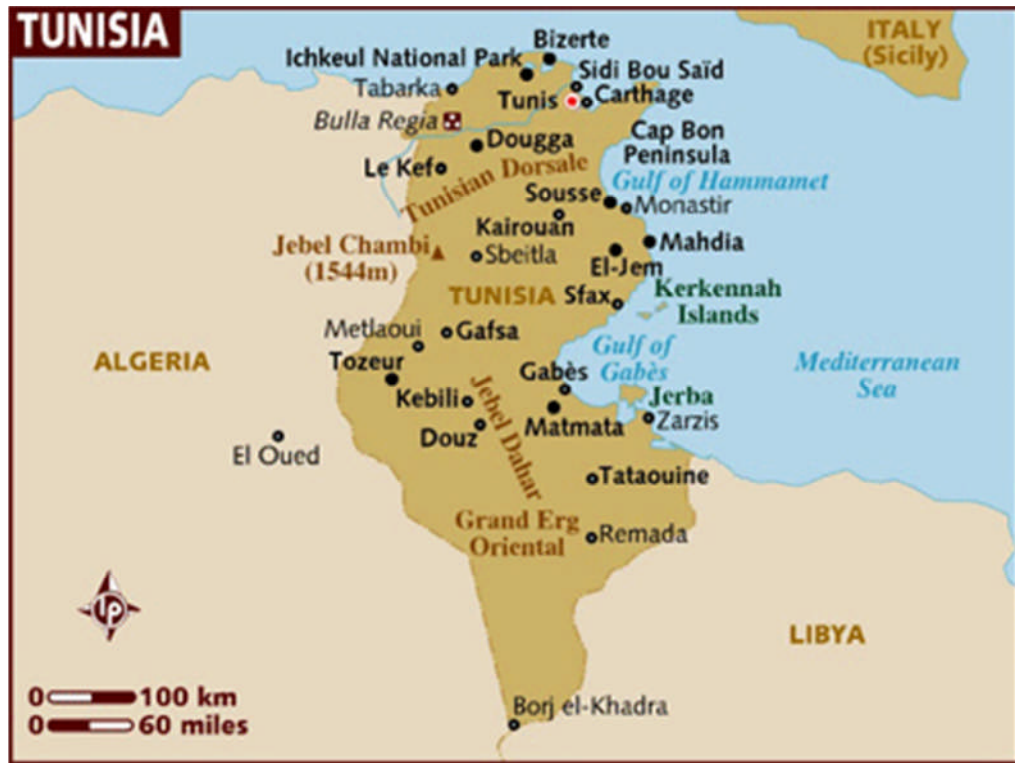 TUNISIA
ITALY
(Sicily)
Bizerte
Ichkeul National Park
Sidi Bou Saïd
Tabarka
Tunis
Carthage
Bulla Regia
Dougga
Cap Bon
Peninsula
Le Kef
Tunisian Dorsale
Gulf of Hammamet
Sousse
Monastir
Kairouan
Jebel Chambi
(1544m)
Sbeitla
Mahdia
El-Jem
TUNISIA
Sfax
Kerkennah
Islands
Metlaoui
Gafsa
ALGERIA
Tozeur
Gulf of
Gabès
Mediterranean
Sea
Gabès
Kebili
Jebel Dahar
Jerba
Zarzis
Douz
Matmata
El Oued
Tataouine
Grand Erg
Oriental
Remada
lp
LIBYA
0 100 km
0 60 miles
Borj el-Khadra